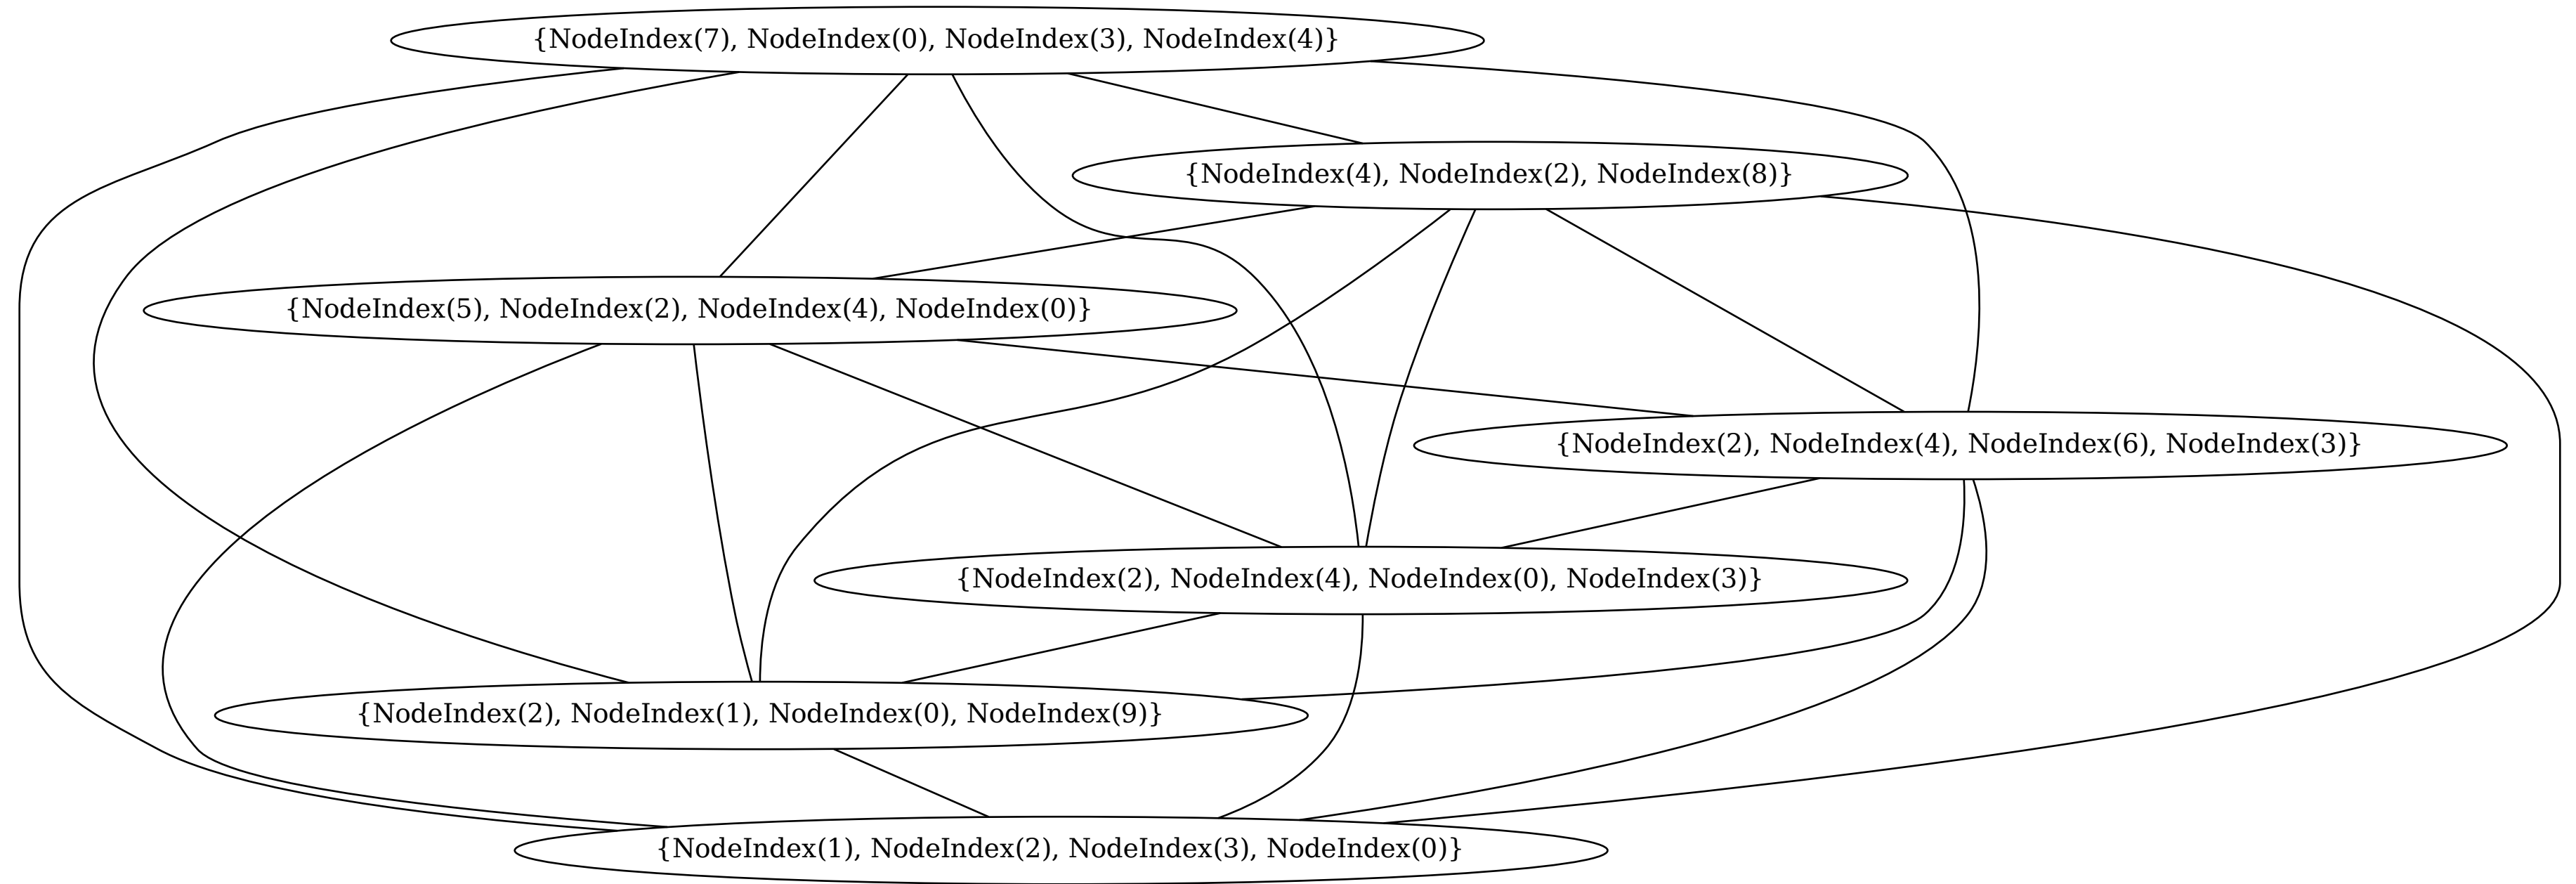 {NodeIndex(7), NodeIndex(0), NodeIndex(3), NodeIndex(4)}
{NodeIndex(4), NodeIndex(2), NodeIndex(8)}
{NodeIndex(5), NodeIndex(2), NodeIndex(4), NodeIndex(0)}
{NodeIndex(2), NodeIndex(4), NodeIndex(6), NodeIndex(3)}
{NodeIndex(2), NodeIndex(4), NodeIndex(0), NodeIndex(3)}
{NodeIndex(2), NodeIndex(1), NodeIndex(0), NodeIndex(9)}
{NodeIndex(1), NodeIndex(2), NodeIndex(3), NodeIndex(0)}